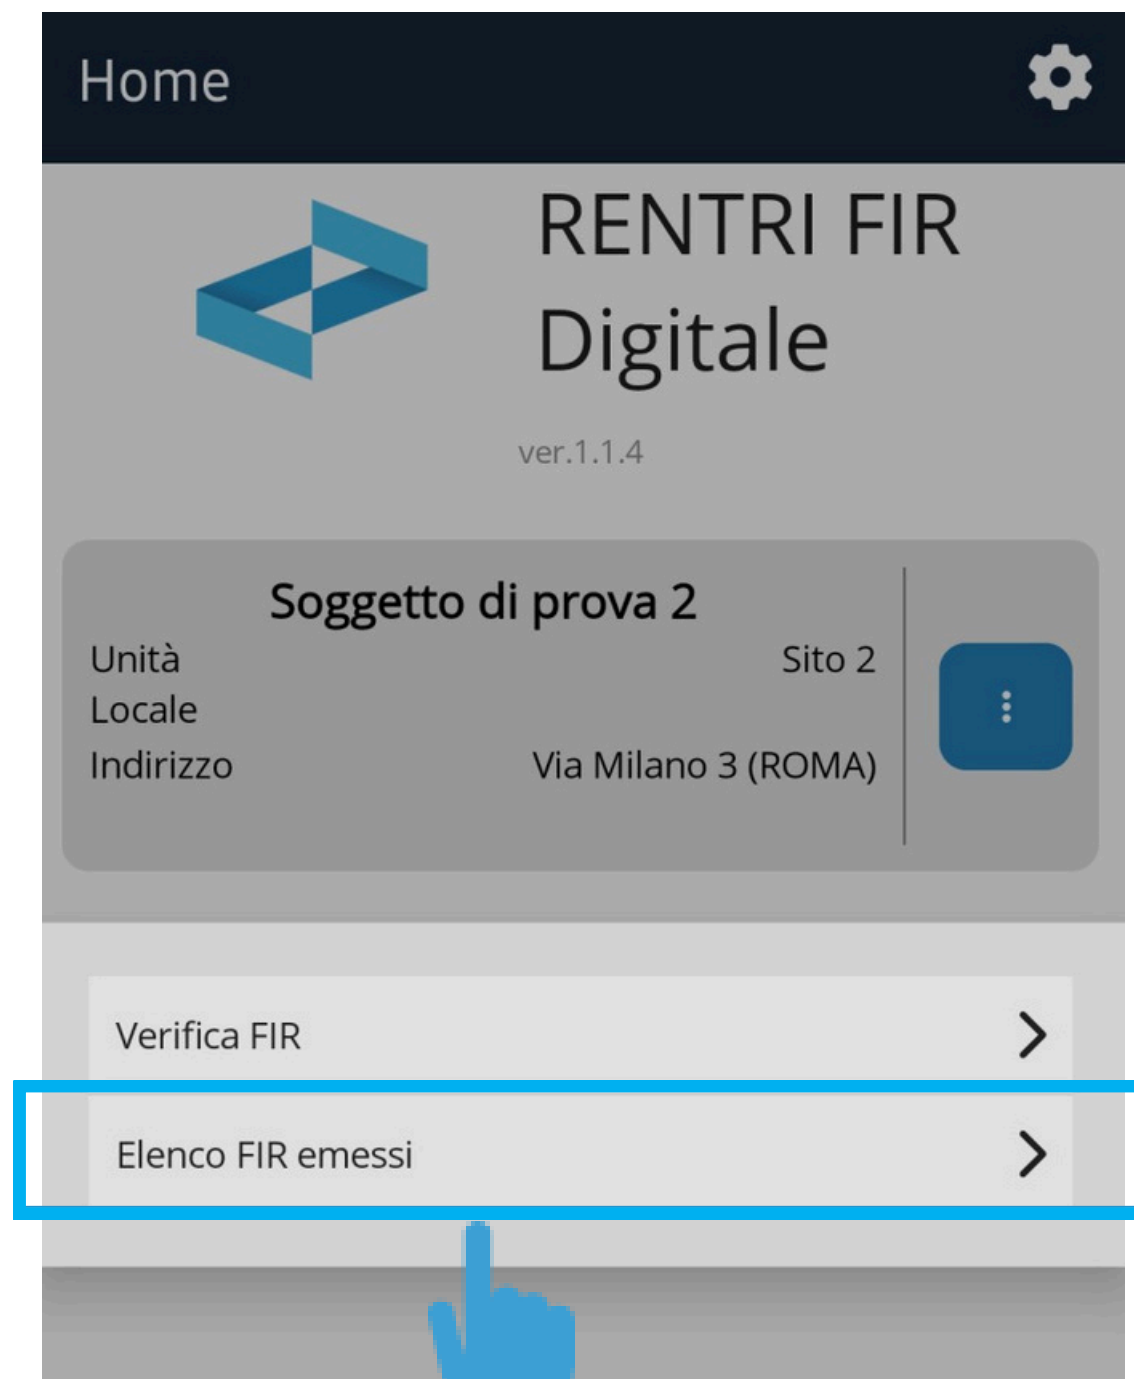 Home
RENTRI FIR
Digitale
ver.1.1.4
Soggetto di prova 2
Unità Locale
Sito 2
Indirizzo
Via Milano 3 (ROMA)
Verifica FIR
Elenco FIR emessi